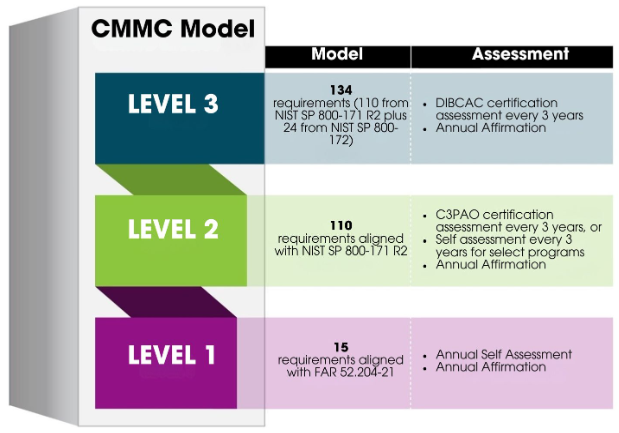 CMMC Model
Model
Assessment
LEVEL 3
134
requirements (110 from
NIST SP 800-171 R2 plus
24 from NIST SP 800-
172)
• DIBCAC certification
assessment every 3 years
• Annual Affirmation
LEVEL 2
110
requirements aligned
with NIST SP 800-171 R2
• C3PAO certification
assessment every 3 years, or
• Self assessment every 3
years for select programs
• Annual Affirmation
LEVEL 1
15
requirements aligned
with FAR 52.204-21
• Annual Self Assessment
• Annual Affirmation